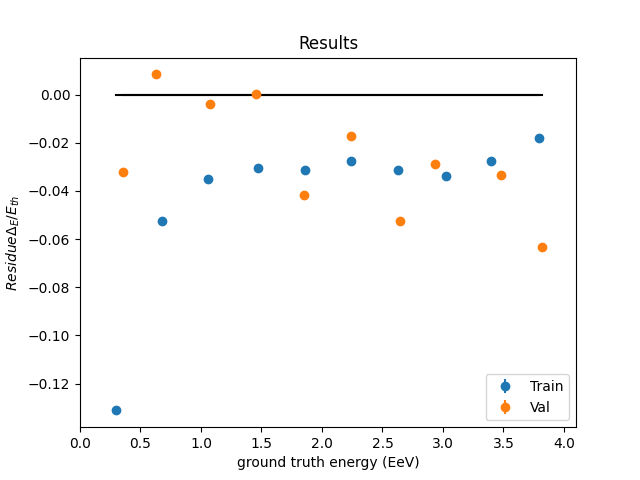 Results
0.00
−0.02
−0.04
−0.06
−0.08
−0.10
−0.12
ResidueΔ_E/E_th
0.0 0.5 1.0 1.5 2.0 2.5 3.0 3.5 4.0
ground truth energy (EeV)
Train
Val